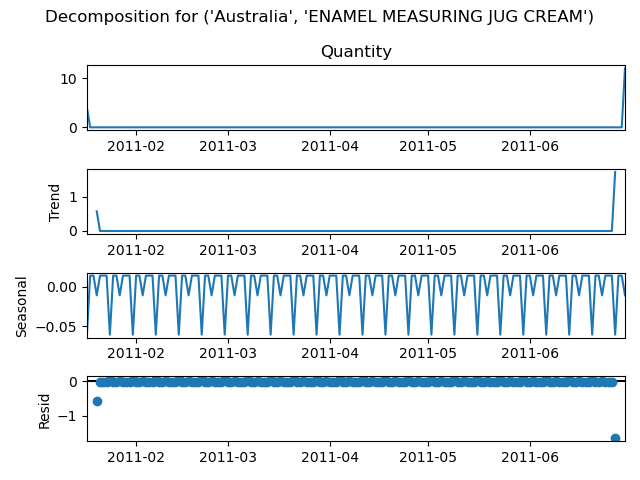 Decomposition for ('Australia', 'ENAMEL MEASURING JUG CREAM')
Quantity
10
0
2011-02 2011-03 2011-04 2011-05 2011-06
Trend
1
0
2011-02 2011-03 2011-04 2011-05 2011-06
Seasonal
0.00
−0.05
2011-02 2011-03 2011-04 2011-05 2011-06
Resid
0
−1
2011-02 2011-03 2011-04 2011-05 2011-06